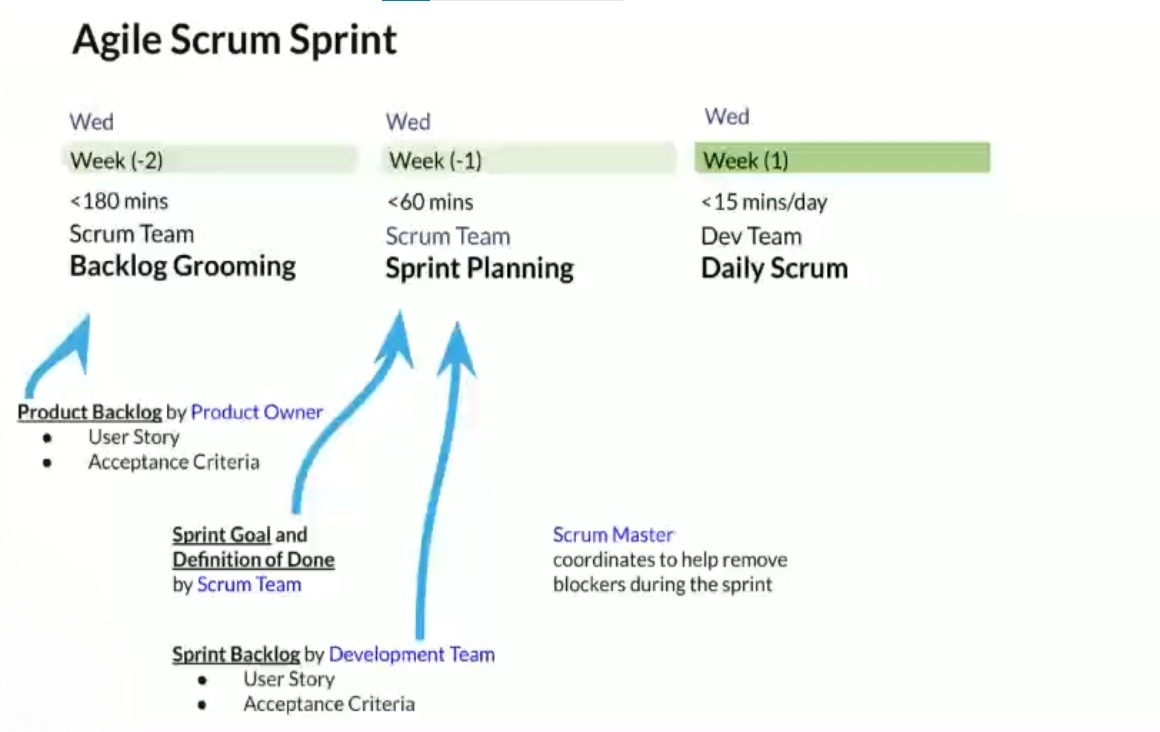 Agile Scrum Sprint
Wed
Week (-2)
<180 mins
Scrum Team
Backlog Grooming
Wed
Week (-1)
<60 mins
Scrum Team
Sprint Planning
Wed
Week (1)
<15 mins/day
Dev Team
Daily Scrum
Product Backlog by Product Owner
● User Story
● Acceptance Criteria
Sprint Goal and
Definition of Done
by Scrum Team
Scrum Master
coordinates to help remove
blockers during the sprint
Sprint Backlog by Development Team
● User Story
● Acceptance Criteria